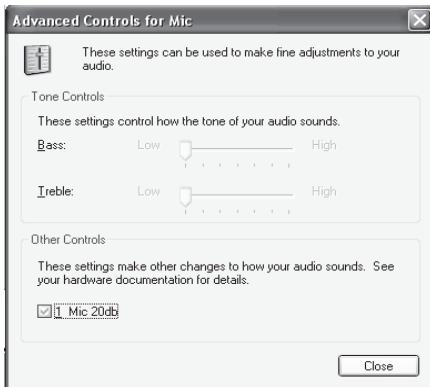 Advanced Controls for Mic
These settings can be used to make fine adjustments to your
audio.
Tone Controls
These settings control how the tone of your audio sounds.
Bass: Low High
Treble: Low High
Other Controls
These settings make other changes to how your audio sounds. See
your hardware documentation for details.
1 Mic 20db
Close